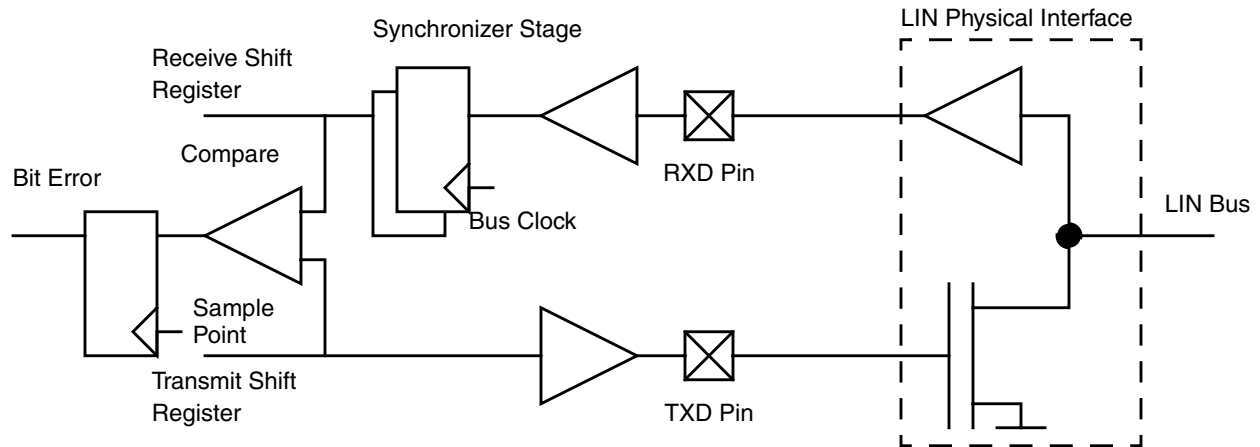 LIN Physical Interface
Synchronizer Stage
Receive Shift
Register
Compare
RXD Pin
Bit Error
LIN Bus
Bus Clock
Sample
Point
Transmit Shift
Register
TXD Pin